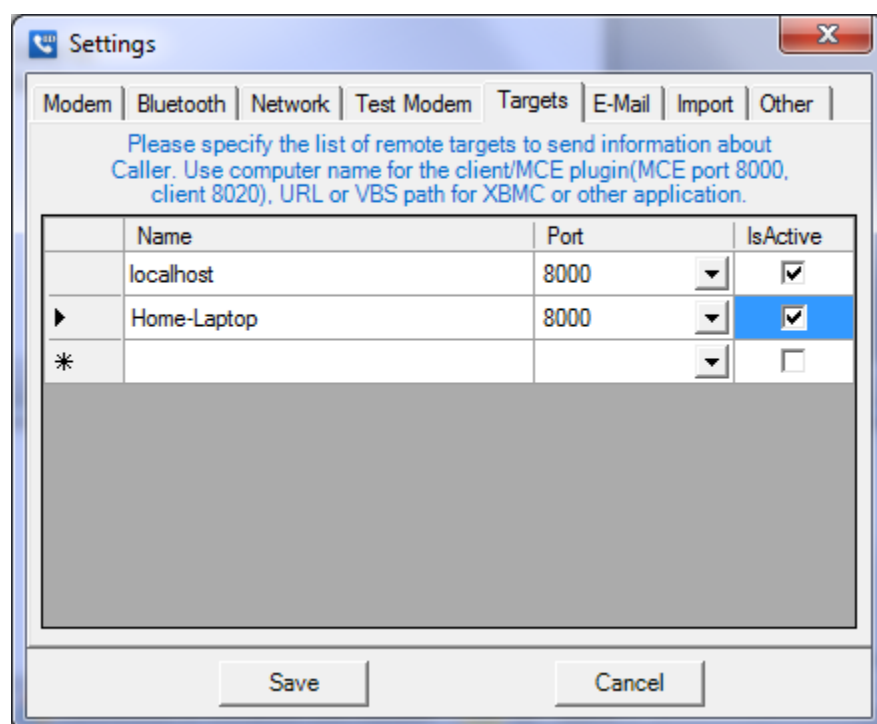 Settings
Modem Bluetooth Network Test Modem Targets E-Mail Import Other
Please specify the list of remote targets to send information about
Caller. Use computer name for the client/MCE plugin(MCE port 8000,
client 8020), URL or VBS path for XBMC or other application.
Name Port IsActive
localhost 8000
Home-Laptop 8000
Save Cancel